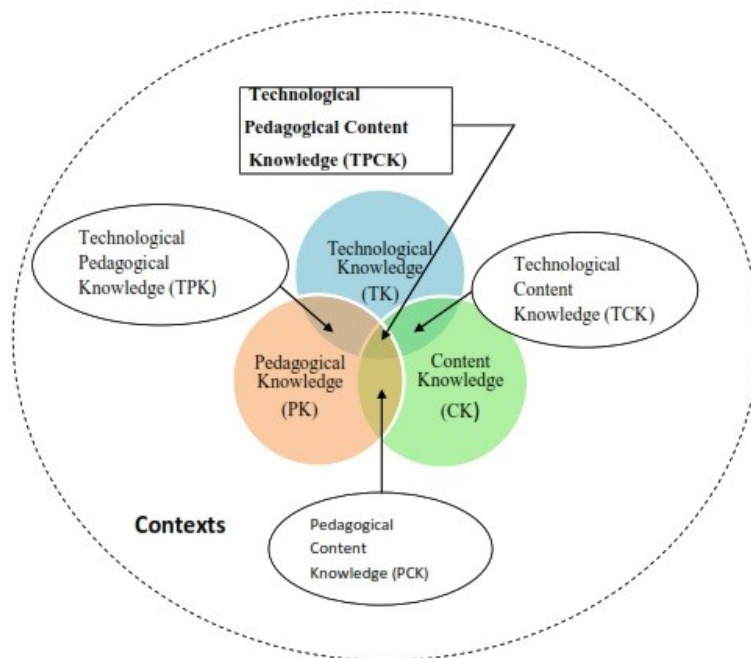 Technological
Pedagogical Content
Knowledge (TPCK)
Technological
Pedagogical
Knowledge (TPK)
Technological
Knowledge
(TK)
Technological
Content
Knowledge (TCK)
Pedagogical
Knowledge
(PK)
Content
Knowledge
(CK)
Contexts
Pedagogical
Content
Knowledge (PCK)